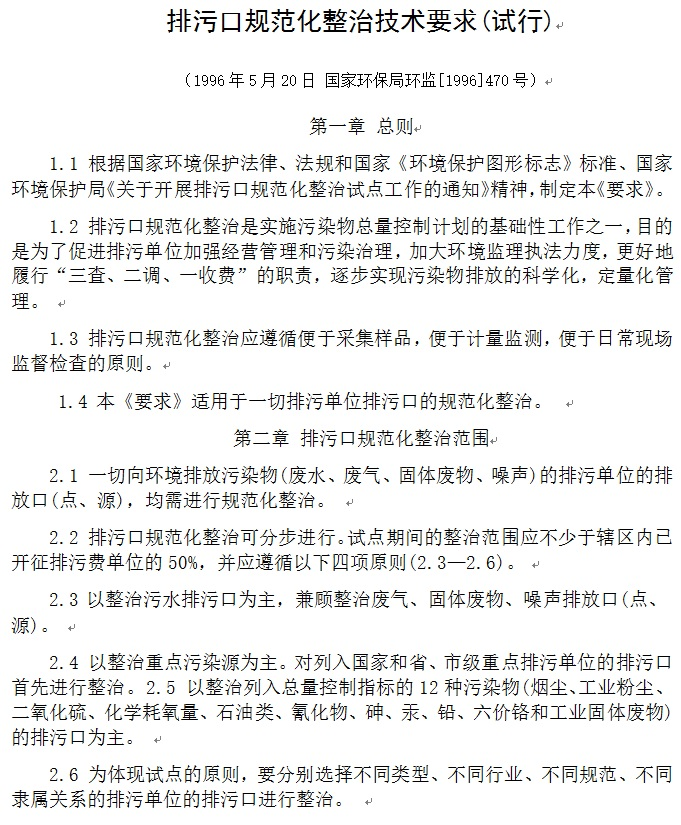 排污口规范化整治技术要求(试行)
（1996年5月20日 国家环保局环监[1996]470号）
第一章 总则
1.1 根据国家环境保护法律、法规和国家《环境保护图形标志》标准、国家
环境保护局《关于开展排污口规范化整治试点工作的通知》精神，制定本《要求》。
1.2 排污口规范化整治是实施污染物总量控制计划的基础性工作之一，目的
是为了促进排污单位加强经营管理和污染治理，加大环境监理执法力度，更好地
履行“三查、二调、一收费”的职责，逐步实现污染物排放的科学化，定量化管
理。
1.3 排污口规范化整治应遵循便于采集样品，便于计量监测，便于日常现场
监督检查的原则。
1.4 本《要求》适用于一切排污单位排污口的规范化整治。
第二章 排污口规范化整治范围
2.1 一切向环境排放污染物(废水、废气、固体废物、噪声)的排污单位的排
放口(点、源)，均需进行规范化整治。
2.2 排污口规范化整治可分步进行。试点期间的整治范围应不少于辖区内已
开征排污费单位的50%，并应遵循以下四项原则(2.3—2.6)。
2.3 以整治污水排污口为主，兼顾整治废气、固体废物、噪声排放口(点、
源)。
2.4 以整治重点污染源为主。对列入国家和省、市级重点排污单位的排污口
首先进行整治。2.5 以整治列入总量控制指标的12种污染物(烟尘、工业粉尘、
二氧化硫、化学耗氧量、石油类、氰化物、砷、汞、铅、六价铬和工业固体废物)
的排污口为主。
2.6 为体现试点的原则，要分别选择不同类型、不同行业、不同规范、不同
隶属关系的排污单位的排污口进行整治。